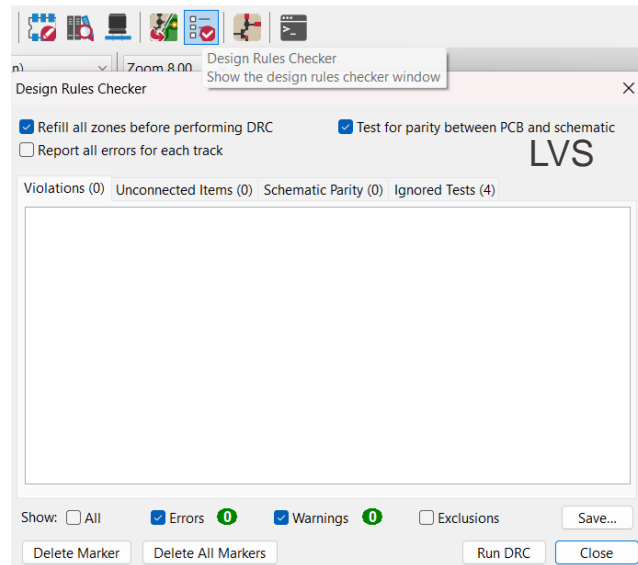 Zoom 8.00
Design Rules Checker
Show the design rules checker window
Design Rules Checker
Refill all zones before performing DRC
Test for parity between PCB and schematic
Report all errors for each track
LVS
Violations (0) Unconnected Items (0) Schematic Parity (0) Ignored Tests (4)
Show: All Errors 0 Warnings 0 Exclusions Save...
Delete Marker Delete All Markers Run DRC Close